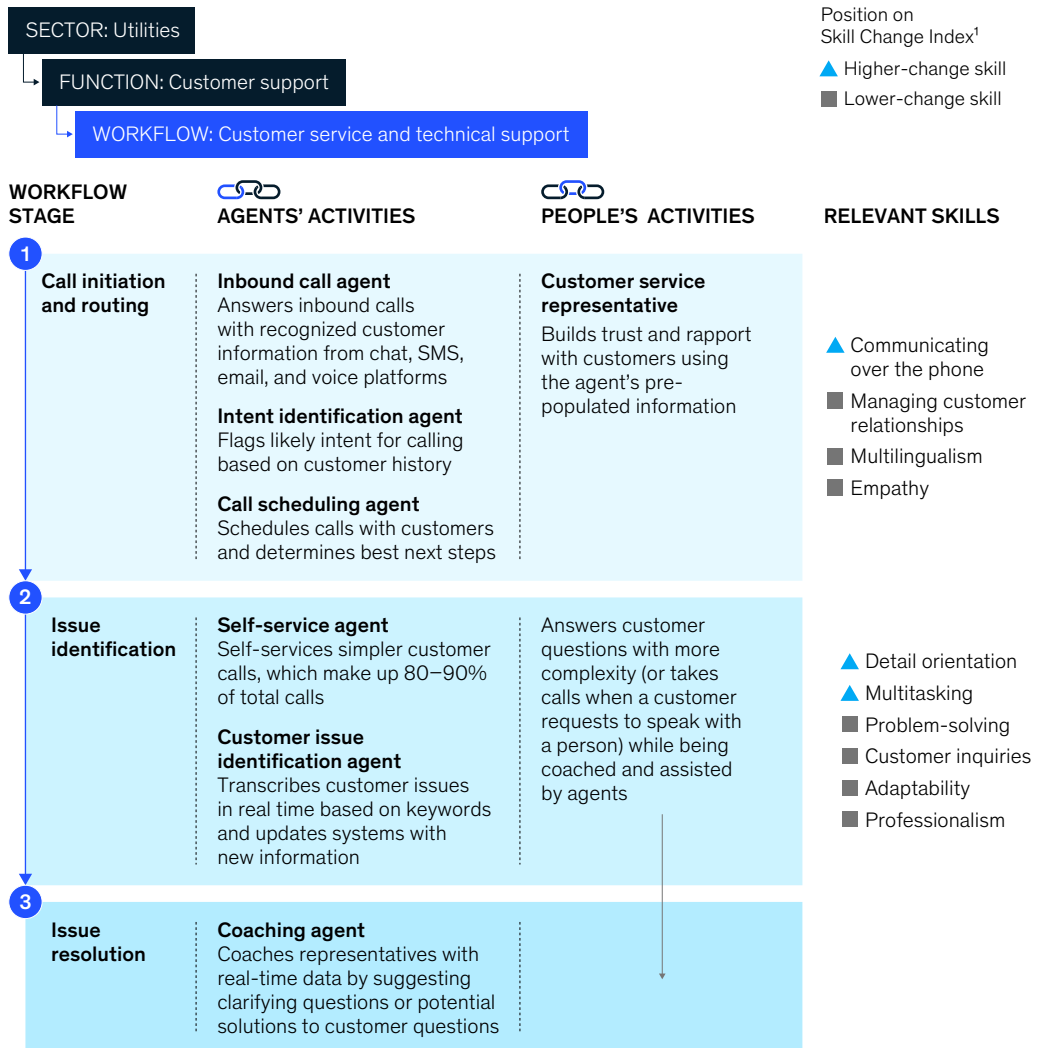 SECTOR: Utilities
FUNCTION: Customer support
WORKFLOW: Customer service and technical support
Position on
Skill Change Index¹
Higher-change skill
Lower-change skill
WORKFLOW
STAGE
AGENTS' ACTIVITIES
PEOPLE'S ACTIVITIES
RELEVANT SKILLS
1
Call initiation
and routing
Inbound call agent
Answers inbound calls
with recognized customer
information from chat, SMS,
email, and voice platforms
Intent identification agent
Flags likely intent for calling
based on customer history
Call scheduling agent
Schedules calls with customers
and determines best next steps
Customer service
representative
Builds trust and rapport
with customers using
the agent's pre-
populated information
Communicating
over the phone
Managing customer
relationships
Multilingualism
Empathy
2
Issue
identification
Self-service agent
Self-services simpler customer
calls, which make up 80–90%
of total calls
Customer issue
identification agent
Transcribes customer issues
in real time based on keywords
and updates systems with
new information
Answers customer
questions with more
complexity (or takes
calls when a customer
requests to speak with
a person) while being
coached and assisted
by agents
Detail orientation
Multitasking
Problem-solving
Customer inquiries
Adaptability
Professionalism
3
Issue
resolution
Coaching agent
Coaches representatives with
real-time data by suggesting
clarifying questions or potential
solutions to customer questions